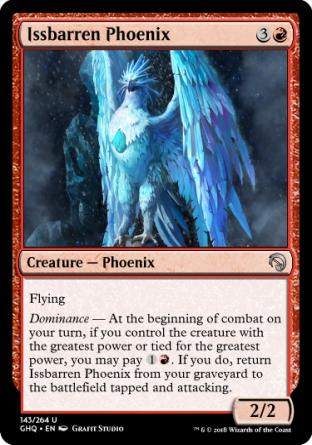 Issbarren Phoenix 3
Creature — Phoenix
Flying
Dominance — At the beginning of combat on
your turn, if you control the creature with
the greatest power or tied for the greatest
power, you may pay 1 . If you do, return
Issbarren Phoenix from your graveyard to
the battlefield tapped and attacking.
2/2
143/264 U
GHQ • EN Grafit Studio
™ & © 2018 Wizards of the Coast